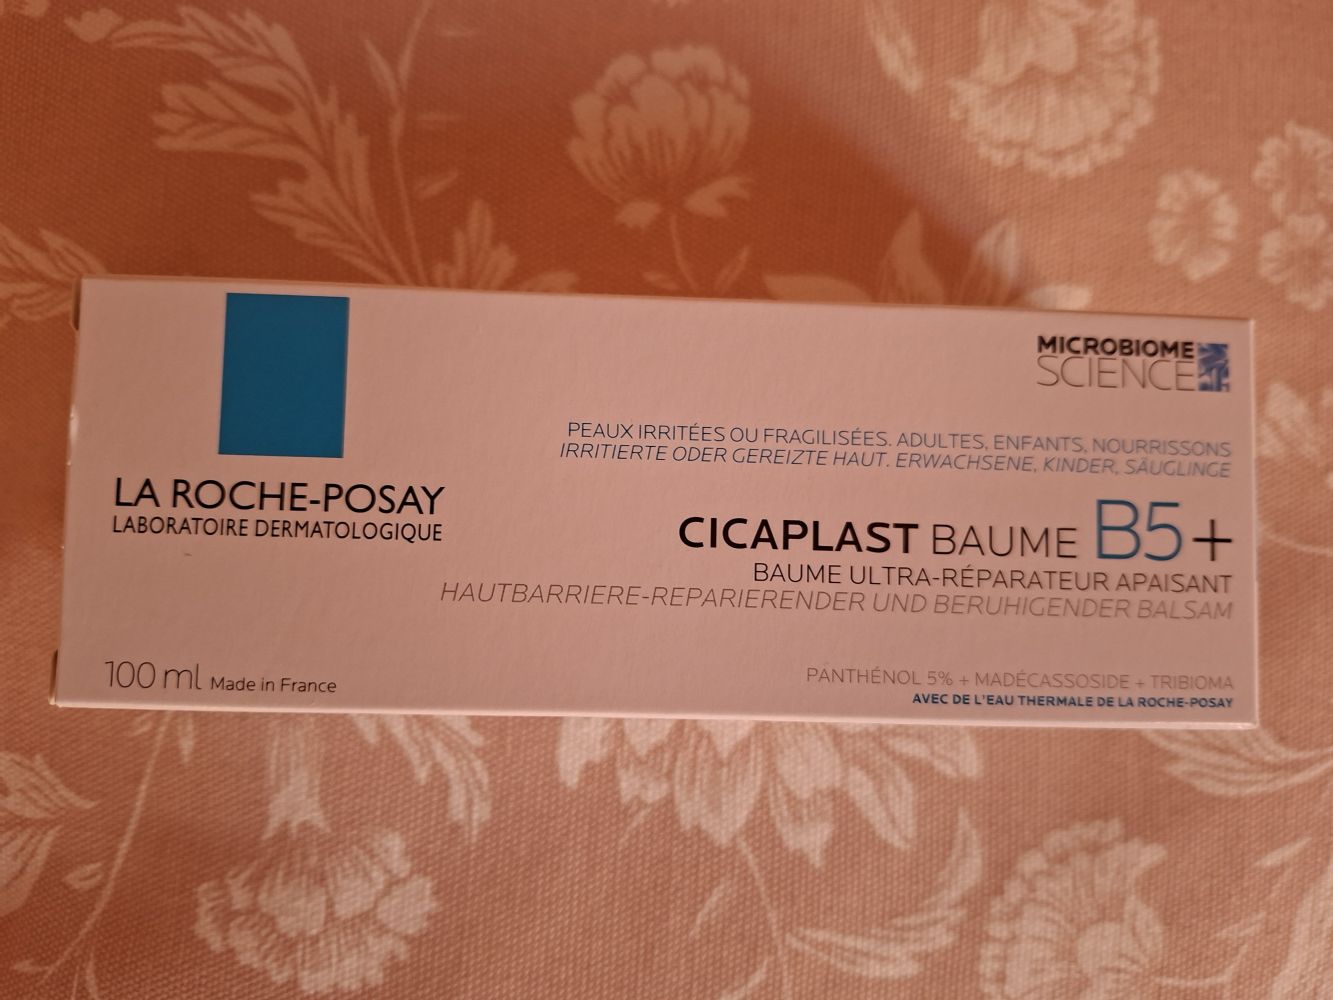 LA ROCHE-POSAY
LABORATOIRE DERMATOLOGIQUE
MICROBIOME
SCIENCE
PEAUX IRRITÉES OU FRAGILISÉES. ADULTES, ENFANTS, NOURRISSONS
IRRITIERTE ODER GEREIZTE HAUT. ERWACHSENE, KINDER, SÄUGLINGE
CICAPLAST BAUME B5+
BAUME ULTRA-RÉPARATEUR APAISANT
HAUTBARRIERE-REPARIERENDER UND BERUHIGENDER BALSAM
100 ml Made in France
PANTHÉNOL 5% + MADÉCASSOSIDE + TRIBIOMA
AVEC DE L'EAU THERMALE DE LA ROCHE-POSAY